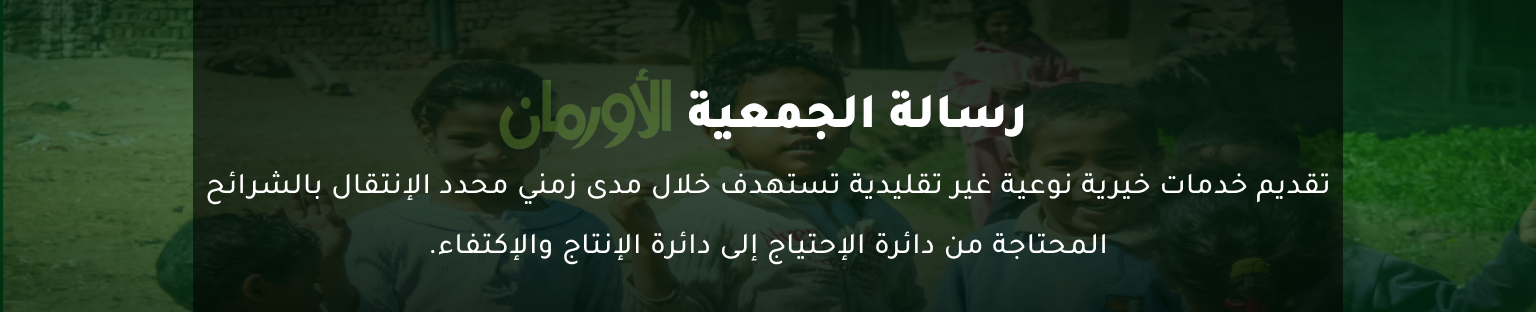 رسالة الجمعية الأورمان
تقديم خدمات خيرية نوعية غير تقليدية تستهدف خلال مدى زمني محدد الإنتقال بالشرائح
المحتاجة من دائرة الإحتياج إلى دائرة الإنتاج والإكتفاء.